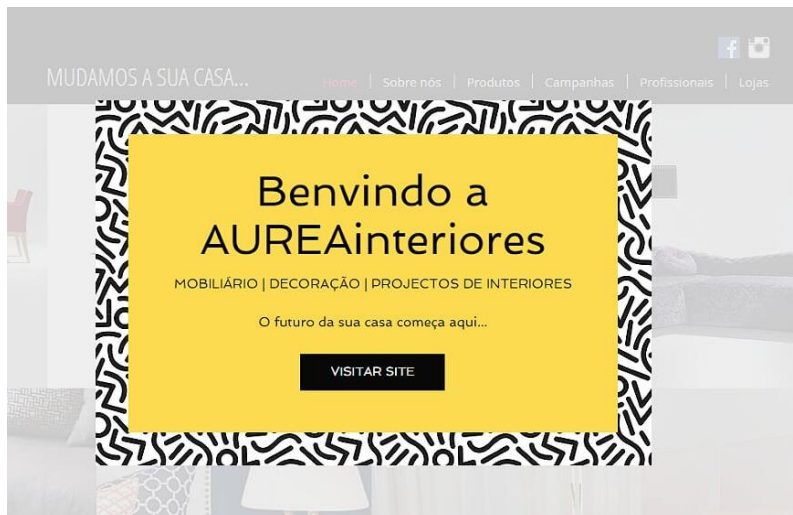 MUDAMOS A SUA CASA...
Home | Sobre nós | Produtos | Campanhas | Profissionais | Lojas
Benvindo a
AUREAinteriores
MOBILIÁRIO | DECORAÇÃO | PROJECTOS DE INTERIORES
O futuro da sua casa começa aqui...
VISITAR SITE